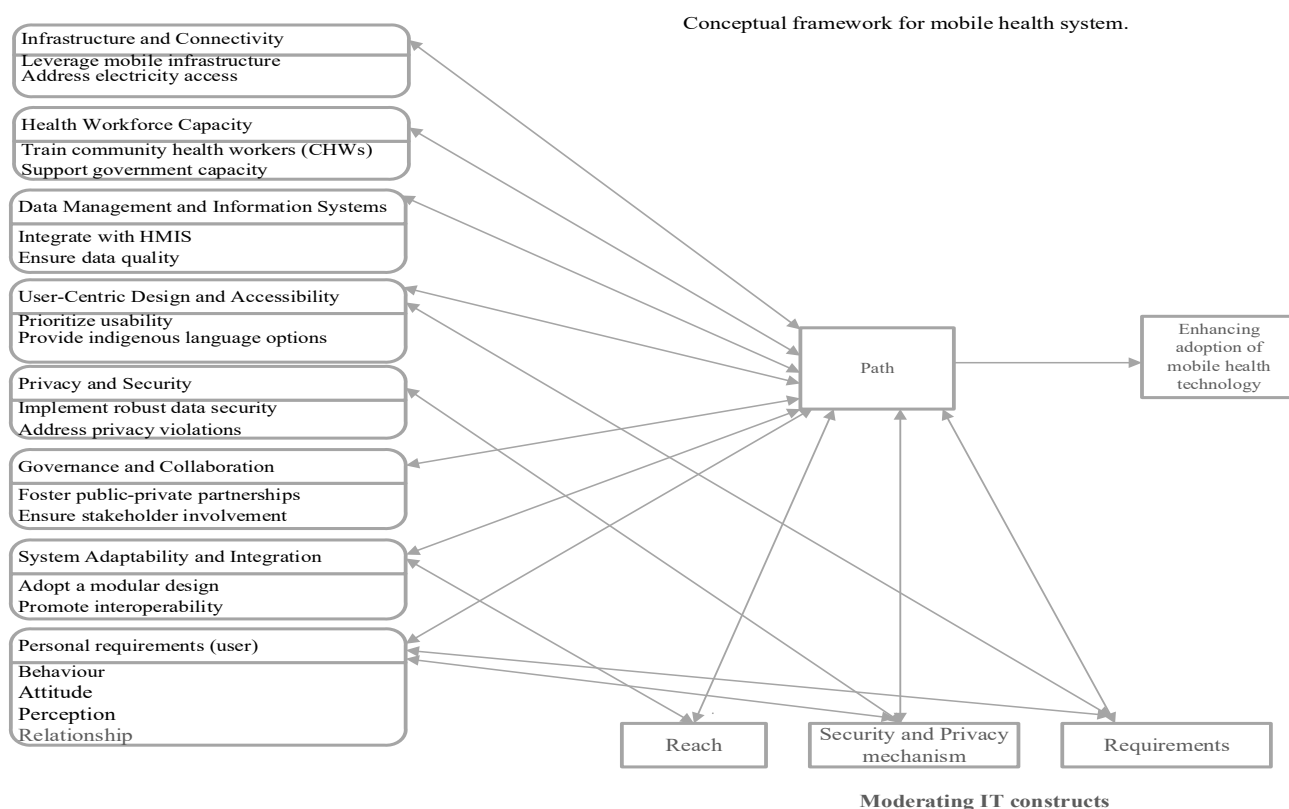 Conceptual framework for mobile health system.
Infrastructure and Connectivity
Leverage mobile infrastructure
Address electricity access
Health Workforce Capacity
Train community health workers (CHWs)
Support government capacity
Data Management and Information Systems
Integrate with HMIS
Ensure data quality
User-Centric Design and Accessibility
Prioritize usability
Provide indigenous language options
Privacy and Security
Implement robust data security
Address privacy violations
Governance and Collaboration
Foster public-private partnerships
Ensure stakeholder involvement
System Adaptability and Integration
Adopt a modular design
Promote interoperability
Personal requirements (user)
Behaviour
Attitude
Perception
Relationship
Path
Enhancing
adoption of
mobile health
technology
Reach
Security and Privacy
mechanism
Requirements
Moderating IT constructs